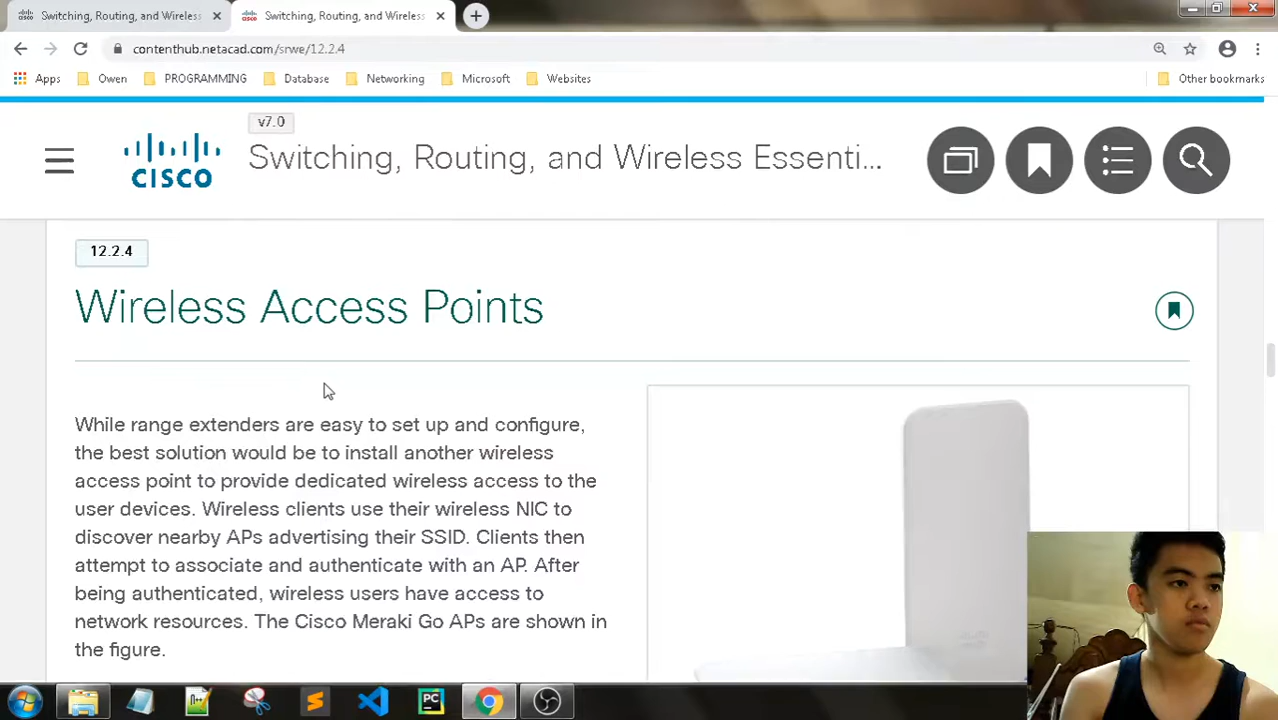 Switching, Routing, and Wireless
Switching, Routing, and Wireless
contenthub.netacad.com/srwe/12.2.4
Apps
Owen
PROGRAMMING
Database
Networking
Microsoft
Websites
Other bookmarks
CISCO
v7.0
Switching, Routing, and Wireless Essenti...
12.2.4
Wireless Access Points
While range extenders are easy to set up and configure,
the best solution would be to install another wireless
access point to provide dedicated wireless access to the
user devices. Wireless clients use their wireless NIC to
discover nearby APs advertising their SSID. Clients then
attempt to associate and authenticate with an AP. After
being authenticated, wireless users have access to
network resources. The Cisco Meraki Go APs are shown in
the figure.
PC